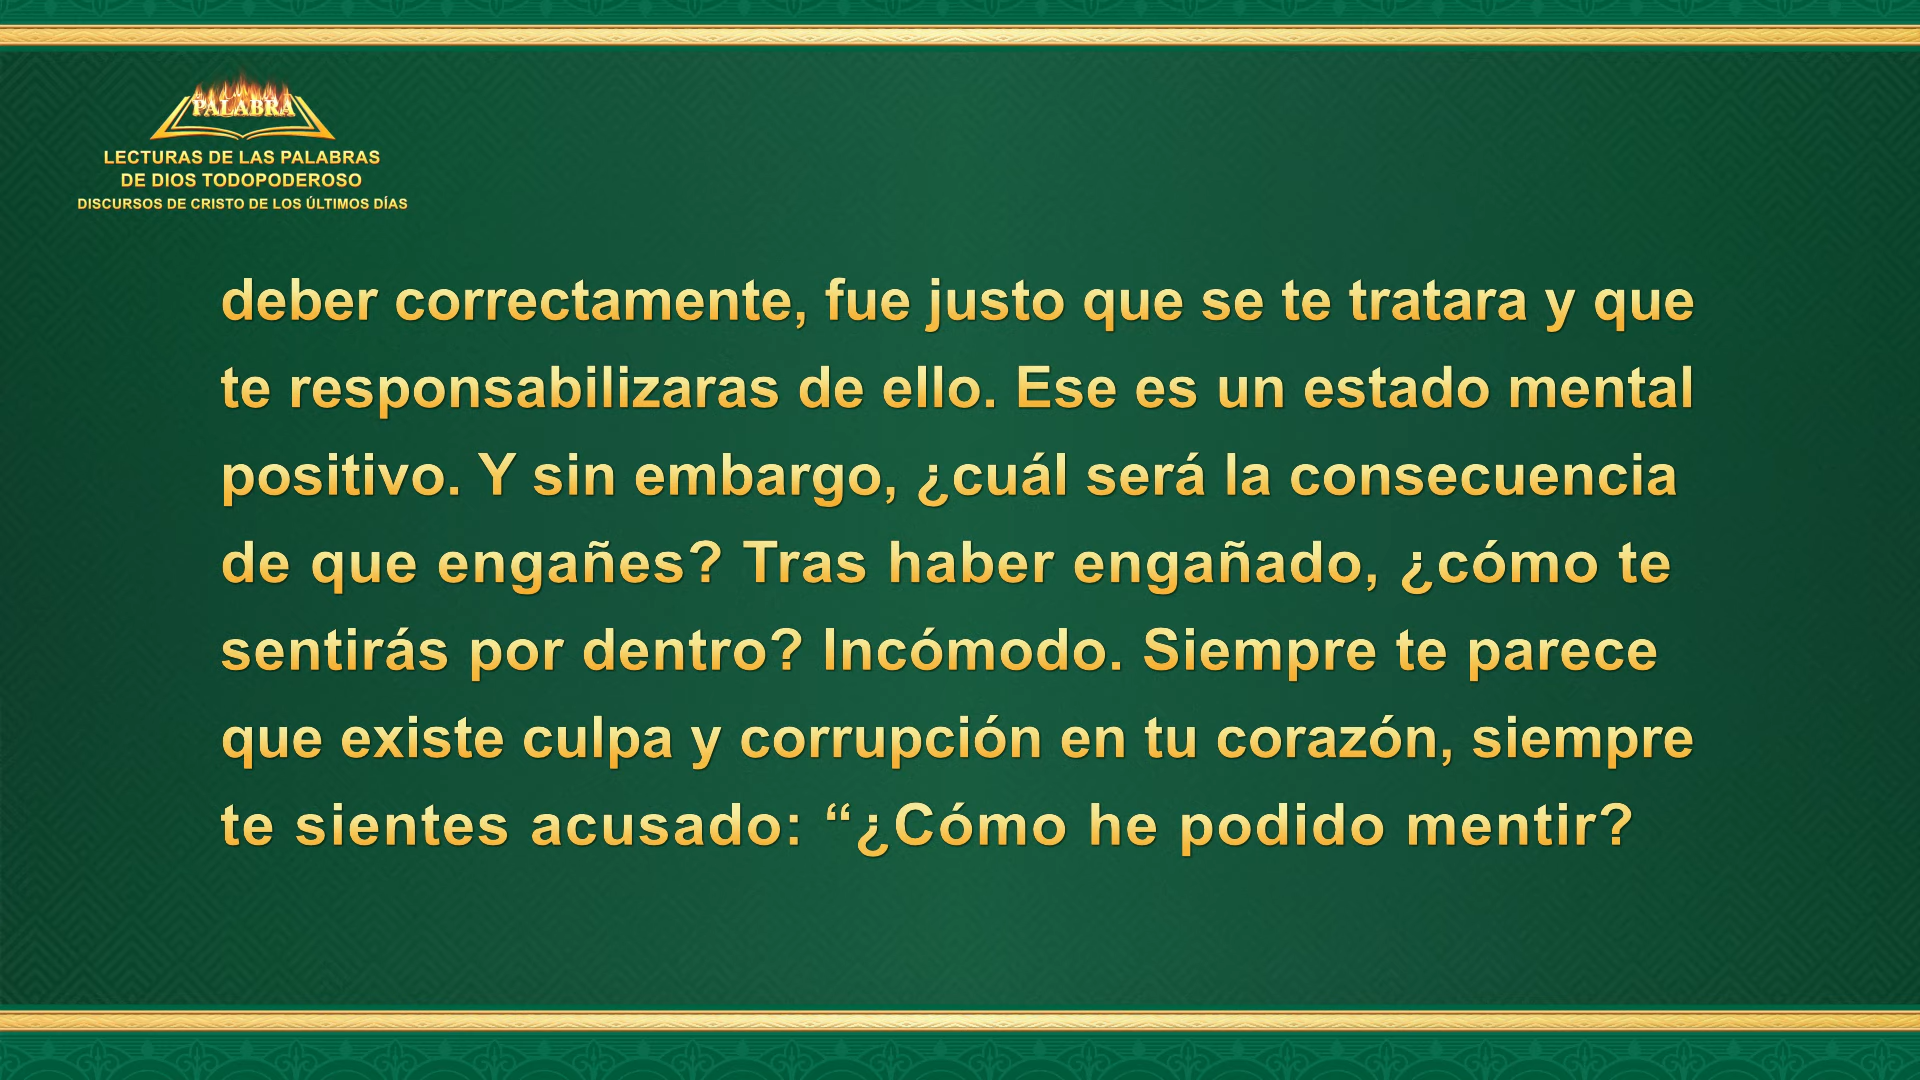 PALABRA
LECTURAS DE LAS PALABRAS
DE DIOS TODOPODEROSO
DISCURSOS DE CRISTO DE LOS ÚLTIMOS DÍAS
deber correctamente, fue justo que se te tratara y que
te responsabilizaras de ello. Ese es un estado mental
positivo. Y sin embargo, ¿cuál será la consecuencia
de que engañes? Tras haber engañado, ¿cómo te
sentirás por dentro? Incómodo. Siempre te parece
que existe culpa y corrupción en tu corazón, siempre
te sientes acusado: “¿Cómo he podido mentir?